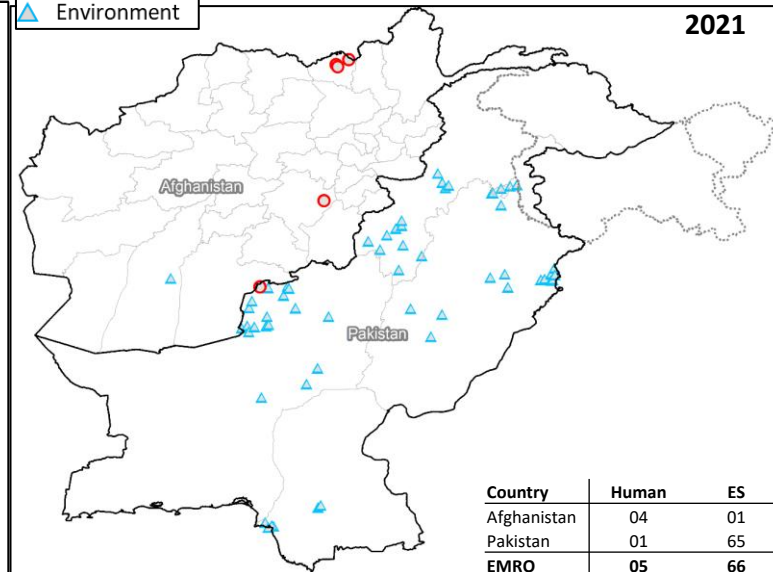 Environment
2021
Afghanistan
Pakistan
Country Human ES
Afghanistan 04 01
Pakistan 01 65
EMRO 05 66